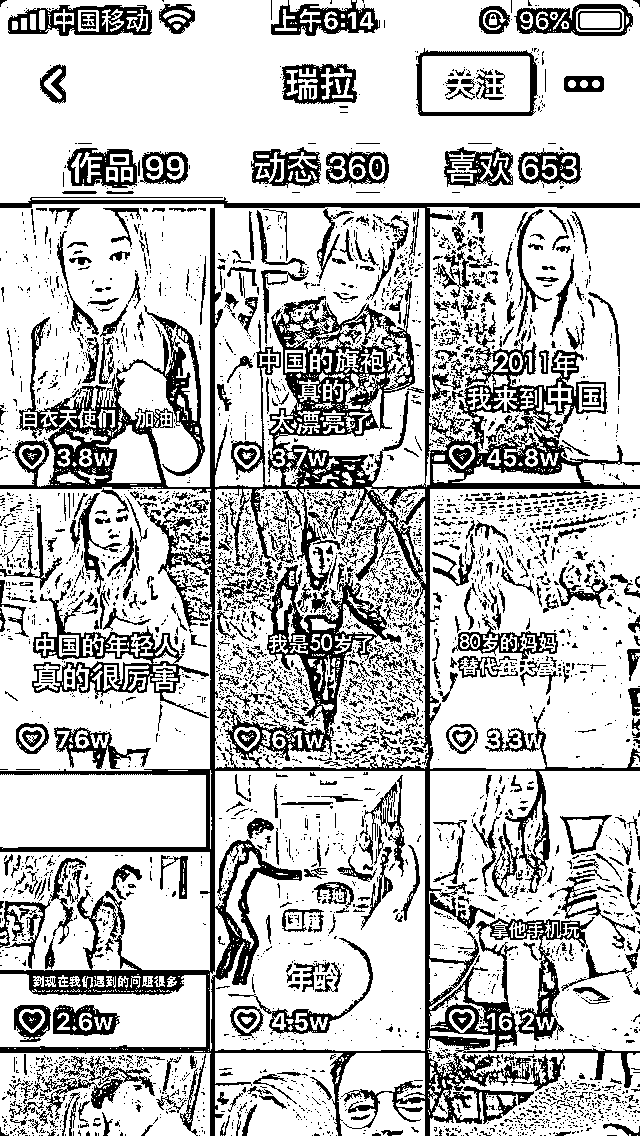 中国移动 上午6:14 96%
瑞拉 关注
作品 99 动态 360 喜欢 653
白衣天使们 加油!
3.8w
中国的旗袍
真的
太漂亮了
3.7w
2011年
我来到中国
45.8w
中国的年轻人
真的很厉害
7.6w
我是50岁了
6.1w
80岁的妈妈
3.3w
到现在我们遇到的问题很多
2.6w
国籍
年龄
4.5w
拿他手机玩
16.2w